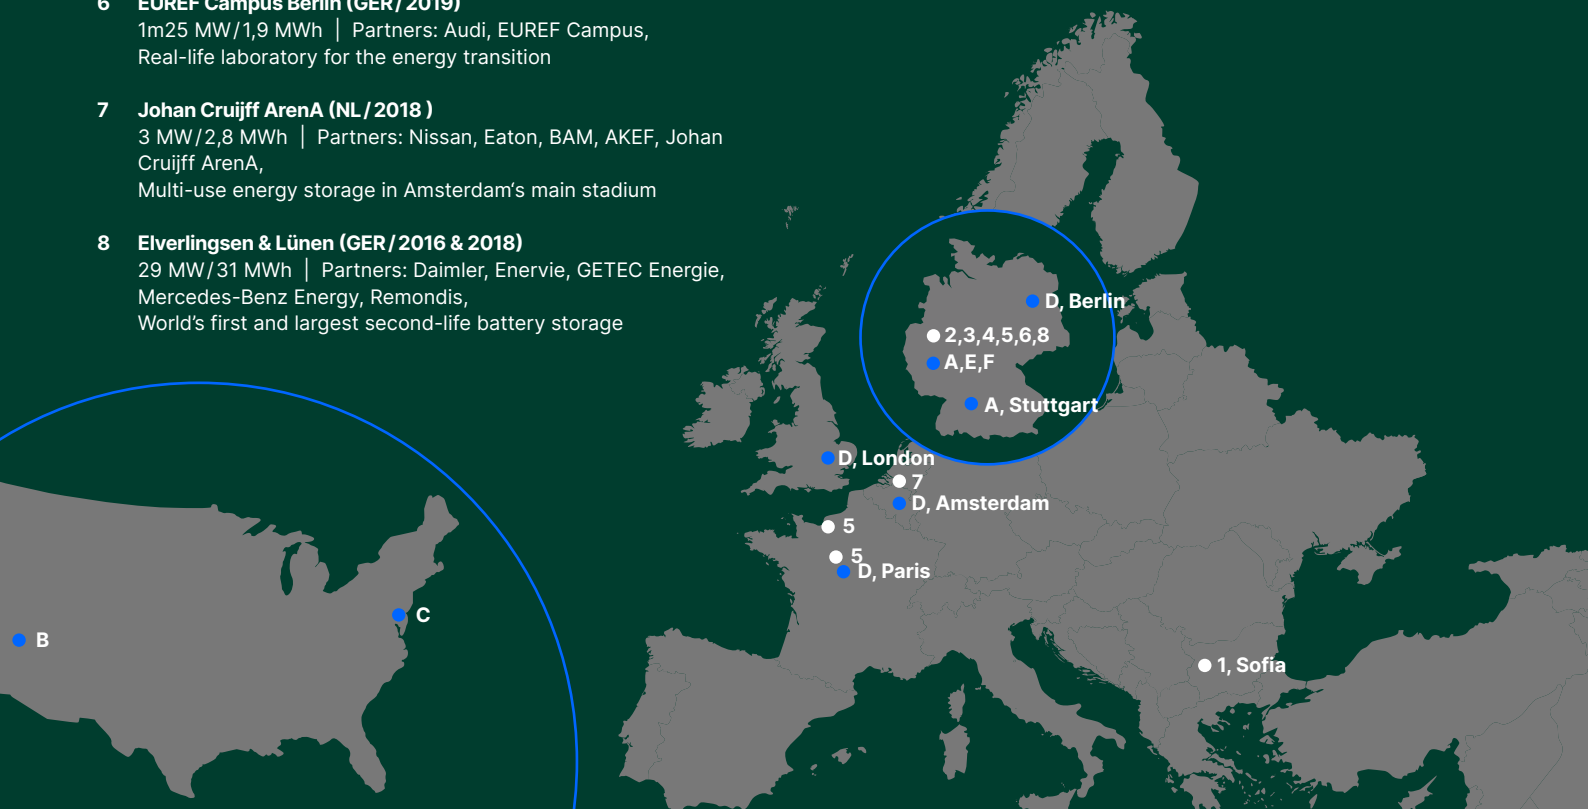 6 EUREF Campus Berlin (GER/2019)
1m25 MW/1,9 MWh | Partners: Audi, EUREF Campus,
Real-life laboratory for the energy transition
7 Johan Cruijff ArenA (NL/2018 )
3 MW/2,8 MWh | Partners: Nissan, Eaton, BAM, AKEF, Johan
Cruijff ArenA,
Multi-use energy storage in Amsterdam‘s main stadium
8 Elverlingsen & Lünen (GER/2016 & 2018)
29 MW/31 MWh | Partners: Daimler, Enervie, GETEC Energie,
Mercedes-Benz Energy, Remondis,
World’s first and largest second-life battery storage
D, Berlin
2,3,4,5,6,8
A,E,F
A, Stuttgart
D, London
7
D, Amsterdam
5
5
D, Paris
C
B
1, Sofia